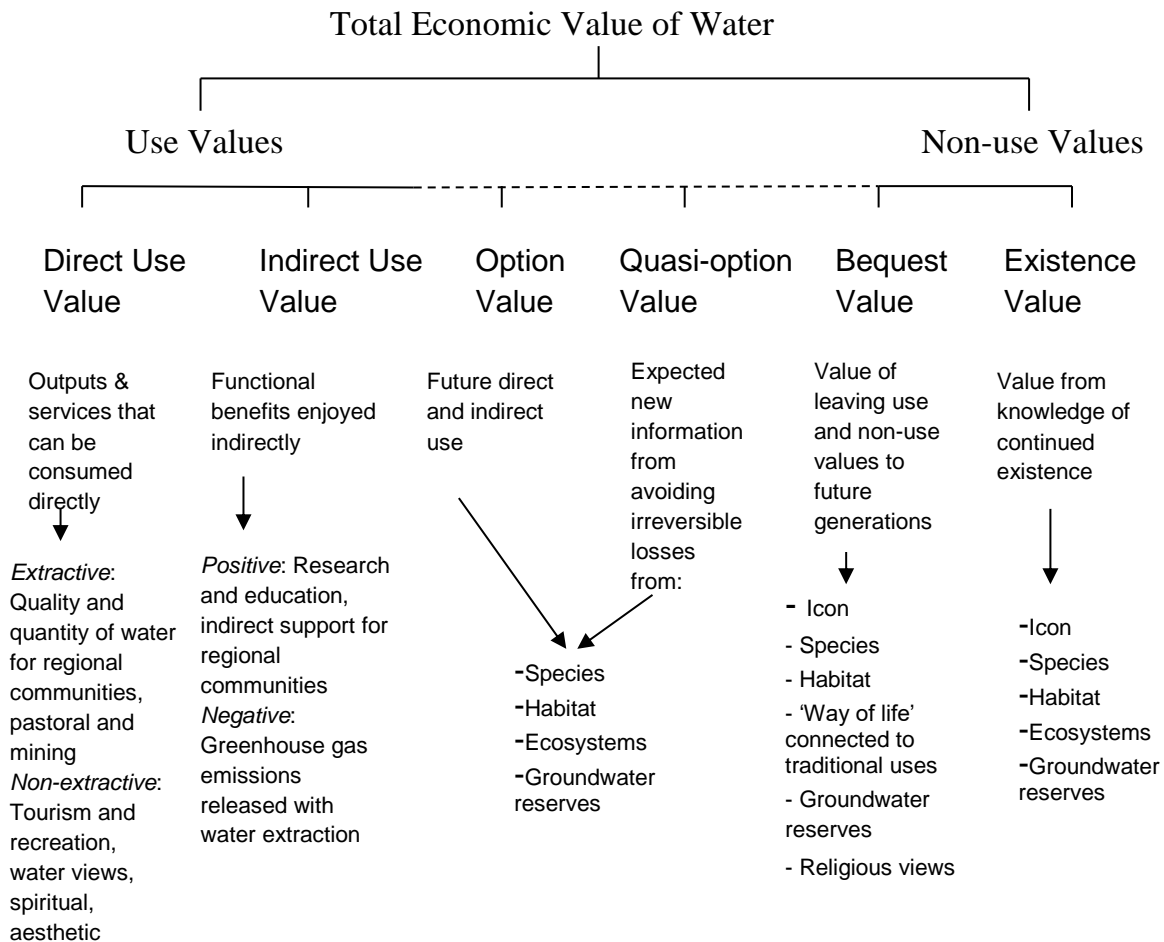 Total Economic Value of Water
Use Values
Non-use Values
Direct Use
Value
Indirect Use
Value
Option
Value
Quasi-option
Value
Bequest
Value
Existence
Value
Outputs &
services that
can be
consumed
directly
Functional
benefits enjoyed
indirectly
Future direct
and indirect
use
Expected
new
information
from
avoiding
irreversible
losses
from:
Value of
leaving use
and non-use
values to
future
generations
Value from
knowledge of
continued
existence
Extractive:
Quality and
quantity of water
for regional
communities,
pastoral and
mining
Non-extractive:
Tourism and
recreation,
water views,
spiritual,
aesthetic
Positive: Research
and education,
indirect support for
regional
communities
Negative:
Greenhouse gas
emissions
released with
water extraction
-Species
-Habitat
-Ecosystems
-Groundwater
reserves
- Icon
- Species
- Habitat
- ‘Way of life’
connected to
traditional uses
- Groundwater
reserves
- Religious views
-Icon
-Species
-Habitat
-Ecosystems
-Groundwater
reserves